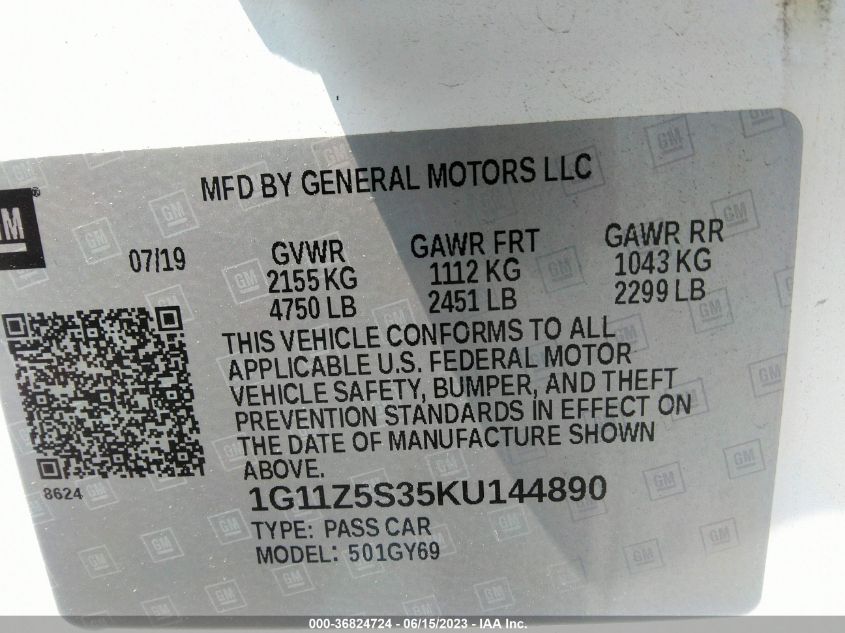 MFD BY GENERAL MOTORS LLC
GM
07/19 GVWR GAWR FRT GAWR RR
2155 KG 1112 KG 1043 KG
4750 LB 2451 LB 2299 LB
THIS VEHICLE CONFORMS TO ALL
APPLICABLE U.S. FEDERAL MOTOR
VEHICLE SAFETY, BUMPER, AND THEFT
PREVENTION STANDARDS IN EFFECT ON
THE DATE OF MANUFACTURE SHOWN
ABOVE.
8624
1G11Z5S35KU144890
TYPE: PASS CAR
MODEL: 501GY69
000-36824724 - 06/15/2023 - IAAI Inc.